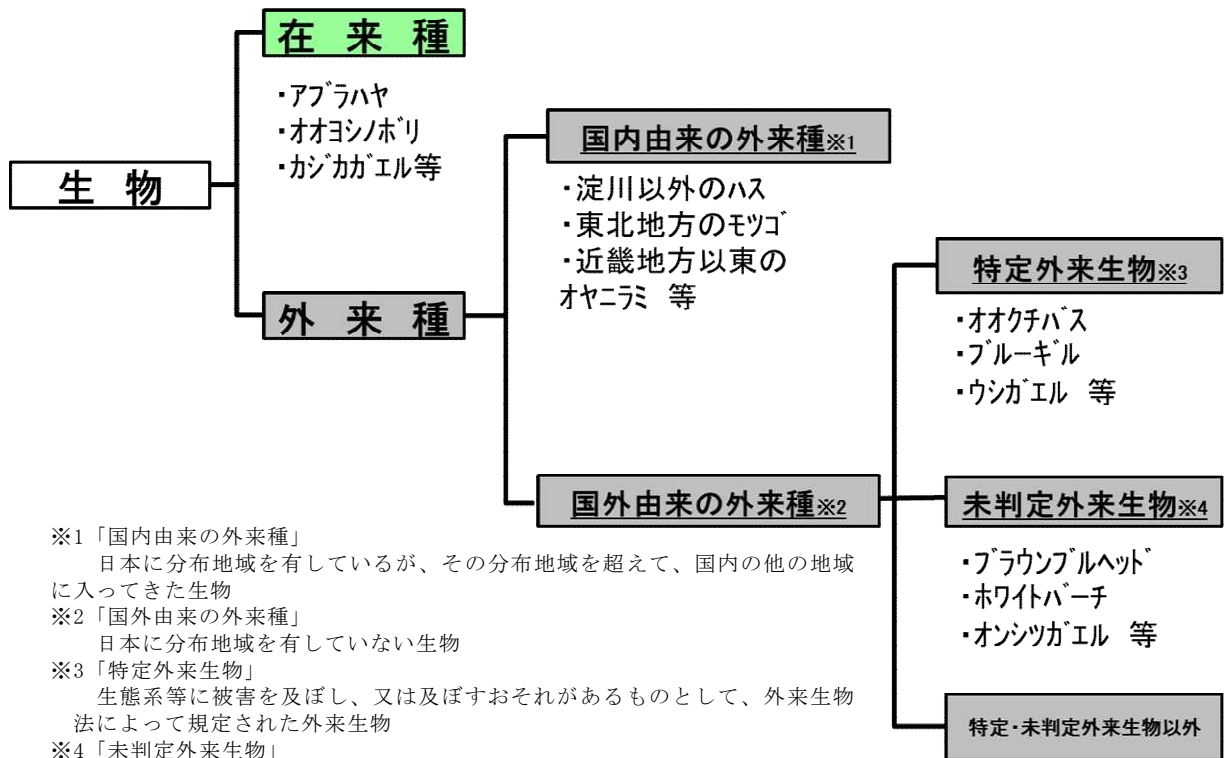 在 来 種
・アブラハヤ
・オオヨシノボリ
・カジカガエル等
生 物
外 来 種
国内由来の外来種※1
・淀川以外のハス
・東北地方のモツゴ
・近畿地方以東の
オヤニラミ 等
国外由来の外来種※2
特定外来生物※3
・オオクチバス
・ブルーギル
・ウシガエル 等
未判定外来生物※4
・ブラウンブルヘッド
・ホワイトパーチ
・オンシツガエル 等
特定・未判定外来生物以外
※1「国内由来の外来種」
日本に分布地域を有しているが、その分布地域を超えて、国内の他の地域
に入ってきた生物
※2「国外由来の外来種」
日本に分布地域を有していない生物
※3「特定外来生物」
生態系等に被害を及ぼし、又は及ぼすおそれがあるものとして、外来生物
法によって規定された外来生物
※4「未判定外来生物」